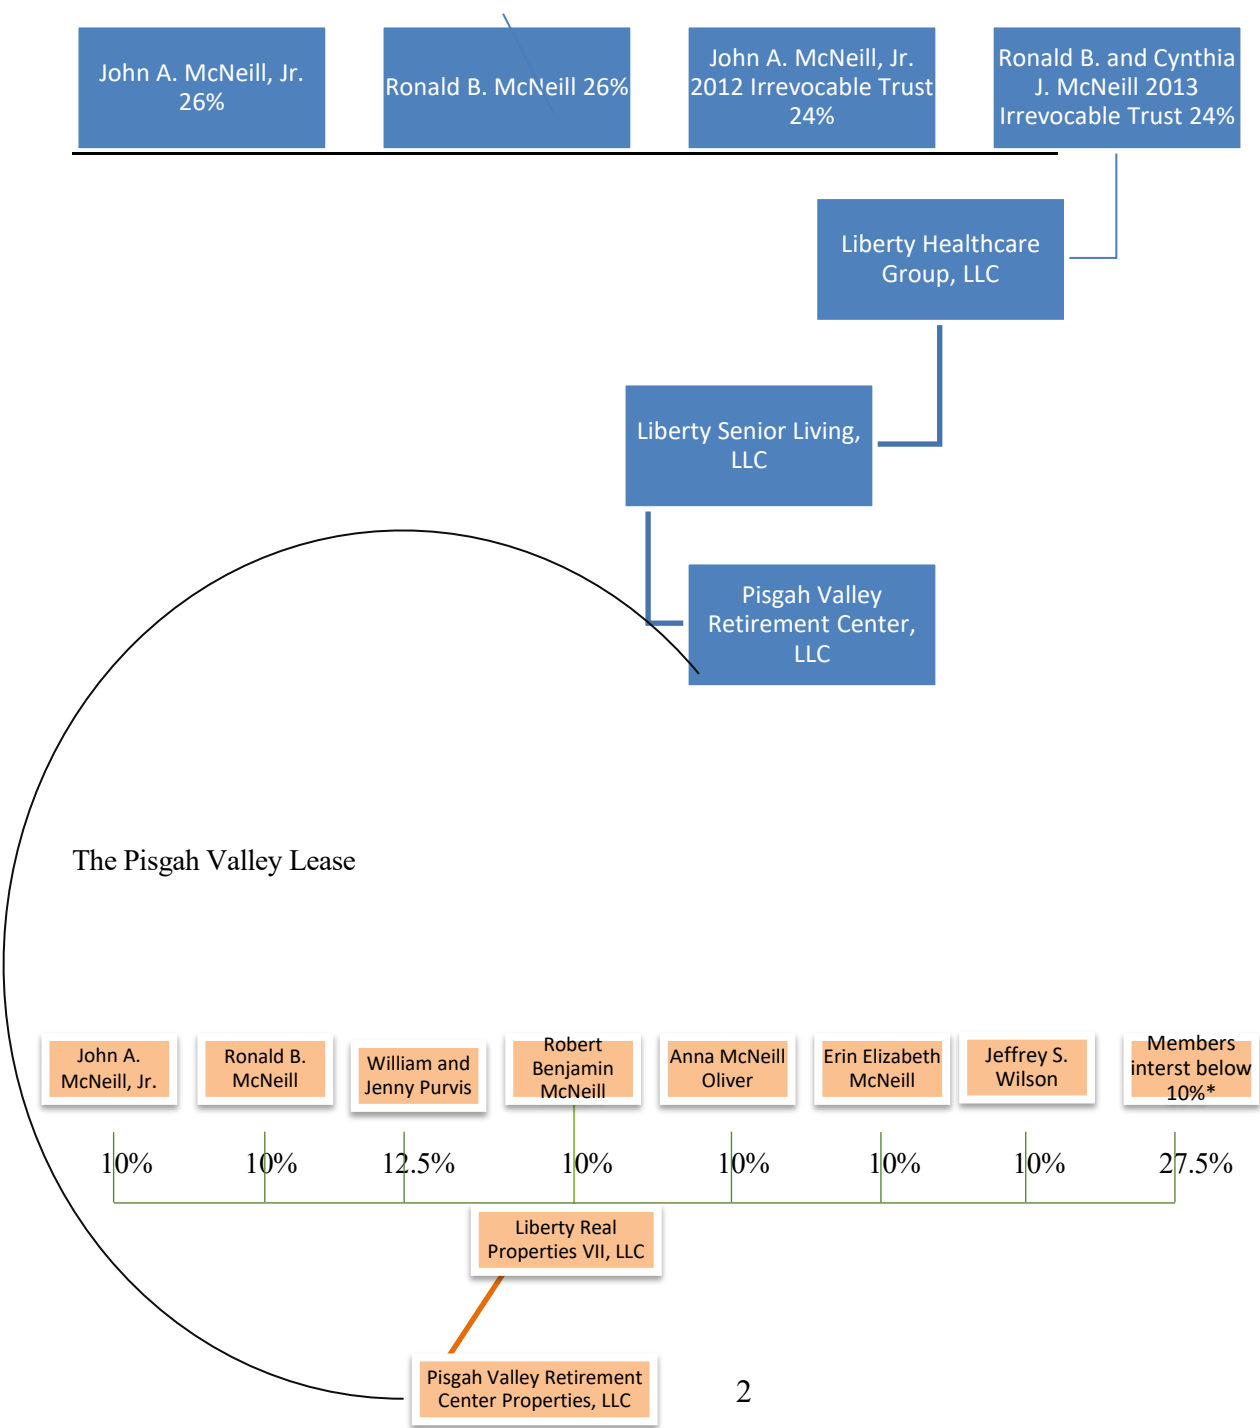 John A. McNeill, Jr.
26%
Ronald B. McNeill 26%
John A. McNeill, Jr.
2012 Irrevocable Trust
24%
Ronald B. and Cynthia
J. McNeill 2013
Irrevocable Trust 24%
Liberty Healthcare
Group, LLC
Liberty Senior Living,
LLC
Pisgah Valley
Retirement Center,
LLC
The Pisgah Valley Lease
John A.
McNeill, Jr.
Ronald B.
McNeill
William and
Jenny Purvis
Robert
Benjamin
McNeill
Anna McNeill
Oliver
Erin Elizabeth
McNeill
Jeffrey S.
Wilson
Members
interst below
10%*
10%
10%
12.5%
10%
10%
10%
10%
27.5%
Liberty Real
Properties VII, LLC
Pisgah Valley Retirement
Center Properties, LLC
2